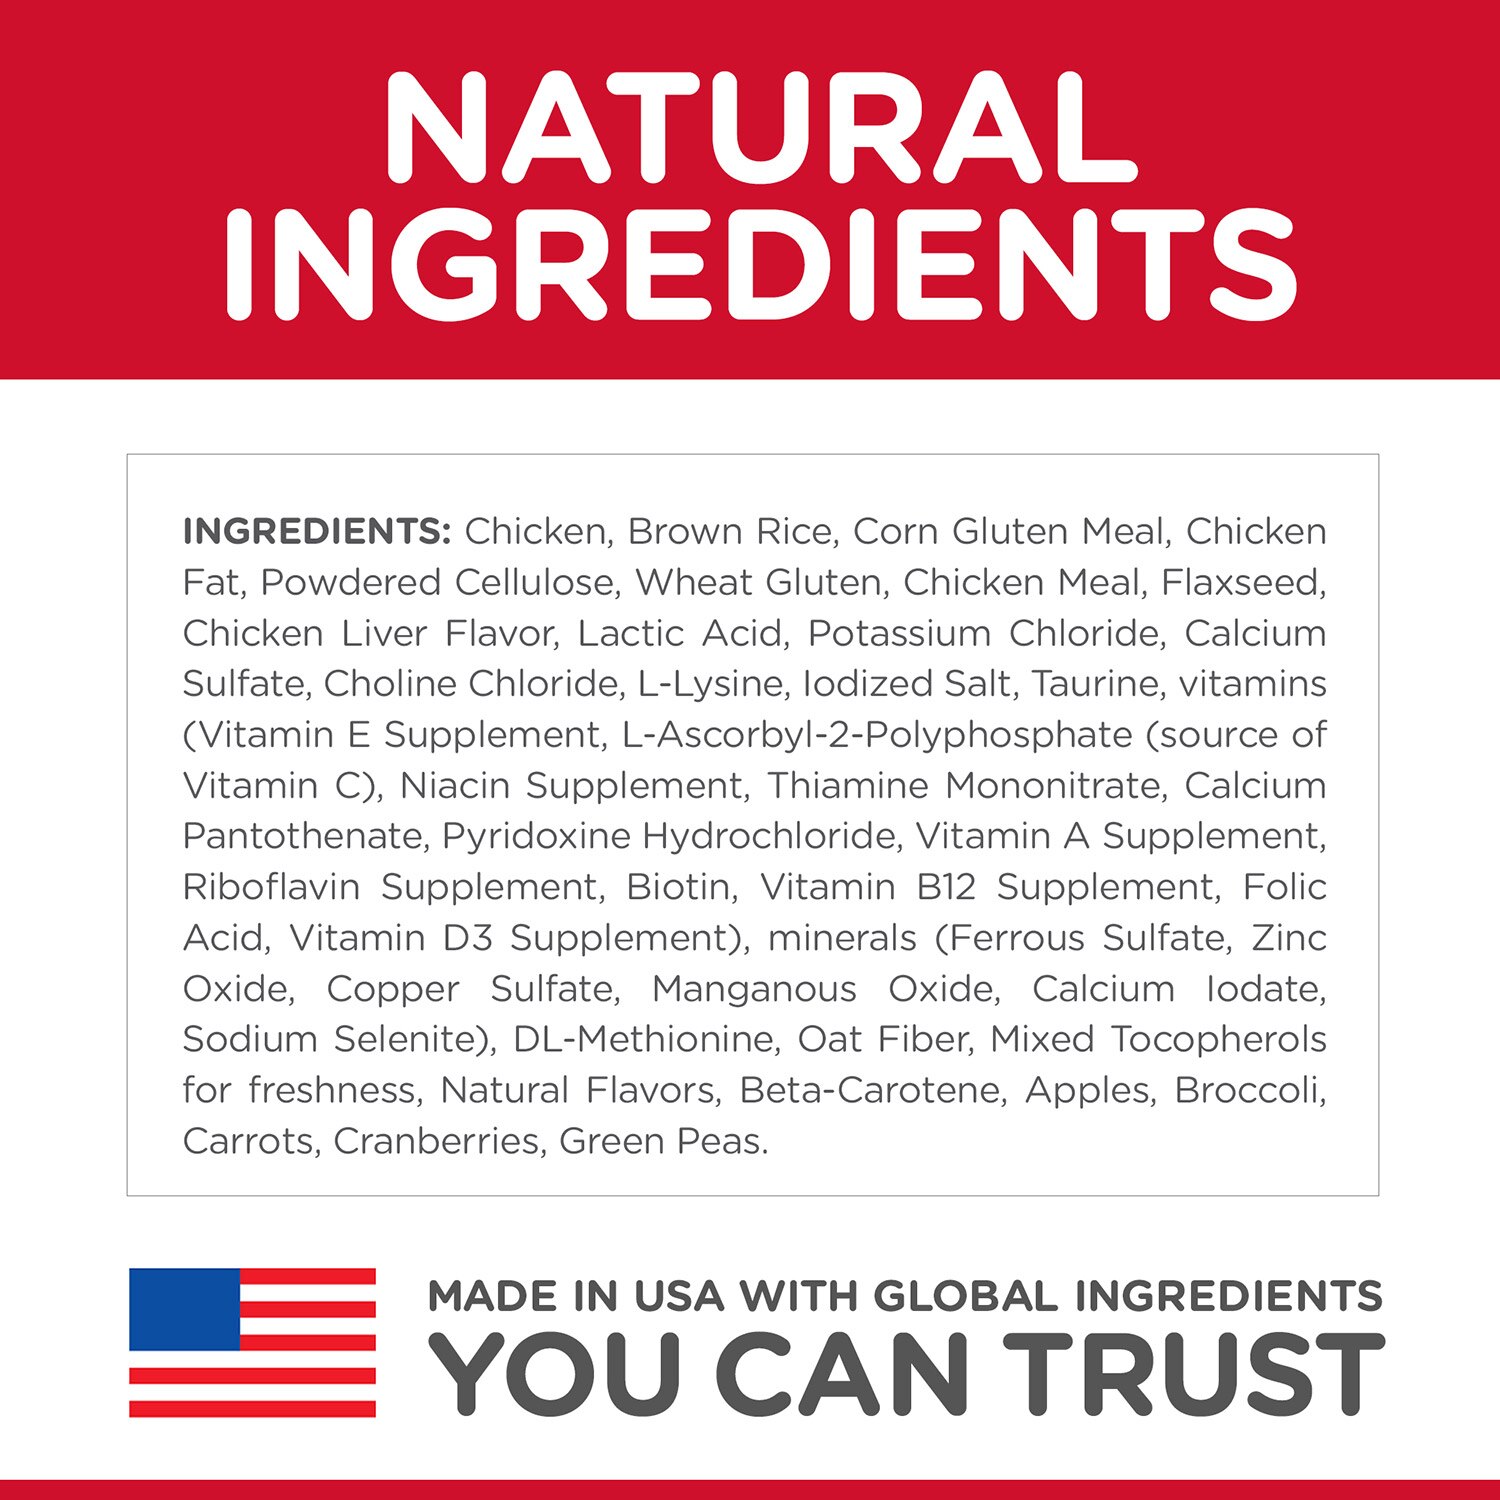 NATURAL
INGREDIENTS
INGREDIENTS: Chicken, Brown Rice, Corn Gluten Meal, Chicken
Fat, Powdered Cellulose, Wheat Gluten, Chicken Meal, Flaxseed,
Chicken Liver Flavor, Lactic Acid, Potassium Chloride, Calcium
Sulfate, Choline Chloride, L-Lysine, Iodized Salt, Taurine, vitamins
(Vitamin E Supplement, L-Ascorbyl-2-Polyphosphate (source of
Vitamin C), Niacin Supplement, Thiamine Mononitrate, Calcium
Pantothenate, Pyridoxine Hydrochloride, Vitamin A Supplement,
Riboflavin Supplement, Biotin, Vitamin B12 Supplement, Folic
Acid, Vitamin D3 Supplement), minerals (Ferrous Sulfate, Zinc
Oxide, Copper Sulfate, Manganous Oxide, Calcium Iodate,
Sodium Selenite), DL-Methionine, Oat Fiber, Mixed Tocopherols
for freshness, Natural Flavors, Beta-Carotene, Apples, Broccoli,
Carrots, Cranberries, Green Peas.
MADE IN USA WITH GLOBAL INGREDIENTS
YOU CAN TRUST